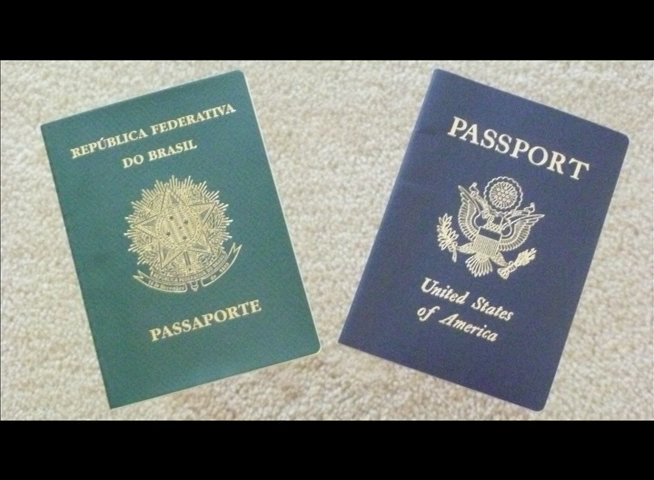 REPÚBLICA FEDERATIVA
DO BRASIL
PASSAPORTE
PASSPORT
United States
of America